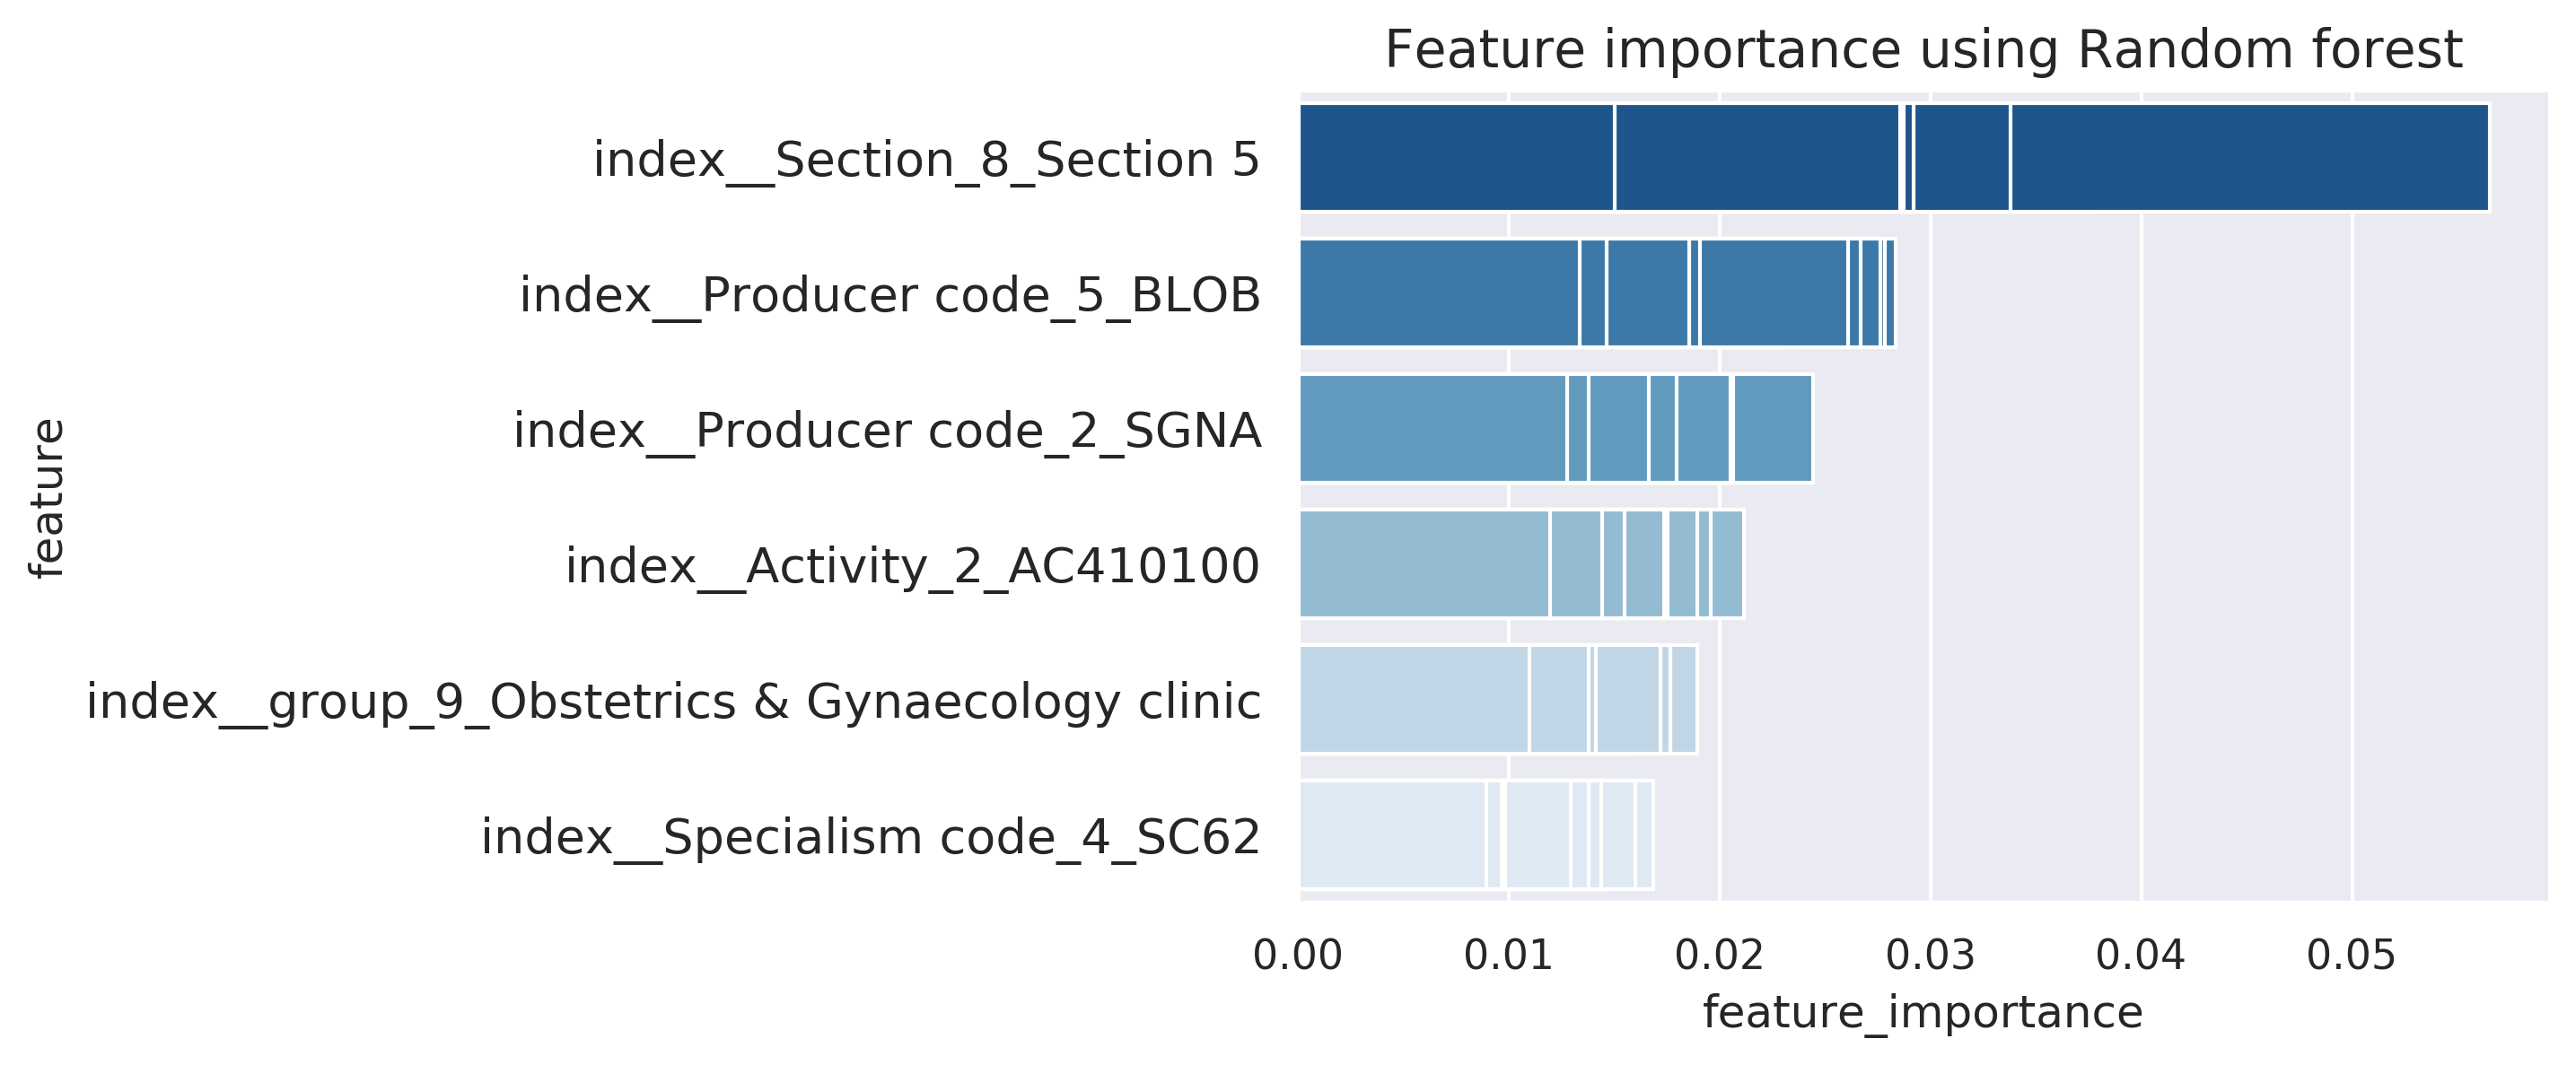 Feature importance using Random forest
index__Section_8_Section 5
index__Producer code_5_BLOB
index__Producer code_2_SGNA
index__Activity_2_AC410100
index__group_9_Obstetrics & Gynaecology clinic
index__Specialism code_4_SC62
feature
0.00 0.01 0.02 0.03 0.04 0.05
feature_importance